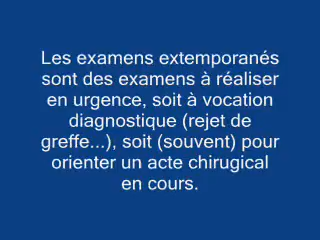 Les examens extemporanés
sont des examens à réaliser
en urgence, soit à vocation
diagnostique (rejet de
greffe...), soit (souvent) pour
orienter un acte chirugical
en cours.